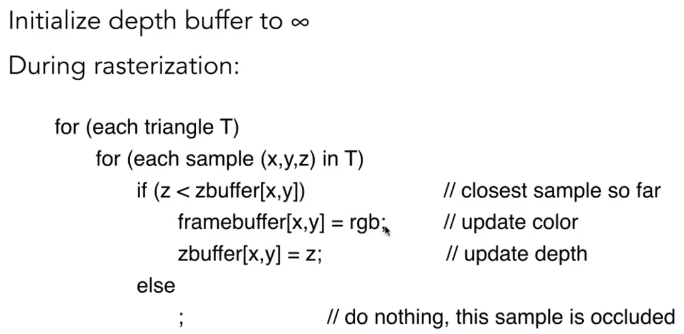 Initialize depth buffer to ∞
During rasterization:
for (each triangle T)
for (each sample (x,y,z) in T)
if (z < zbuffer[x,y]) // closest sample so far
framebuffer[x,y] = rgb; // update color
zbuffer[x,y] = z; // update depth
else
; // do nothing, this sample is occluded